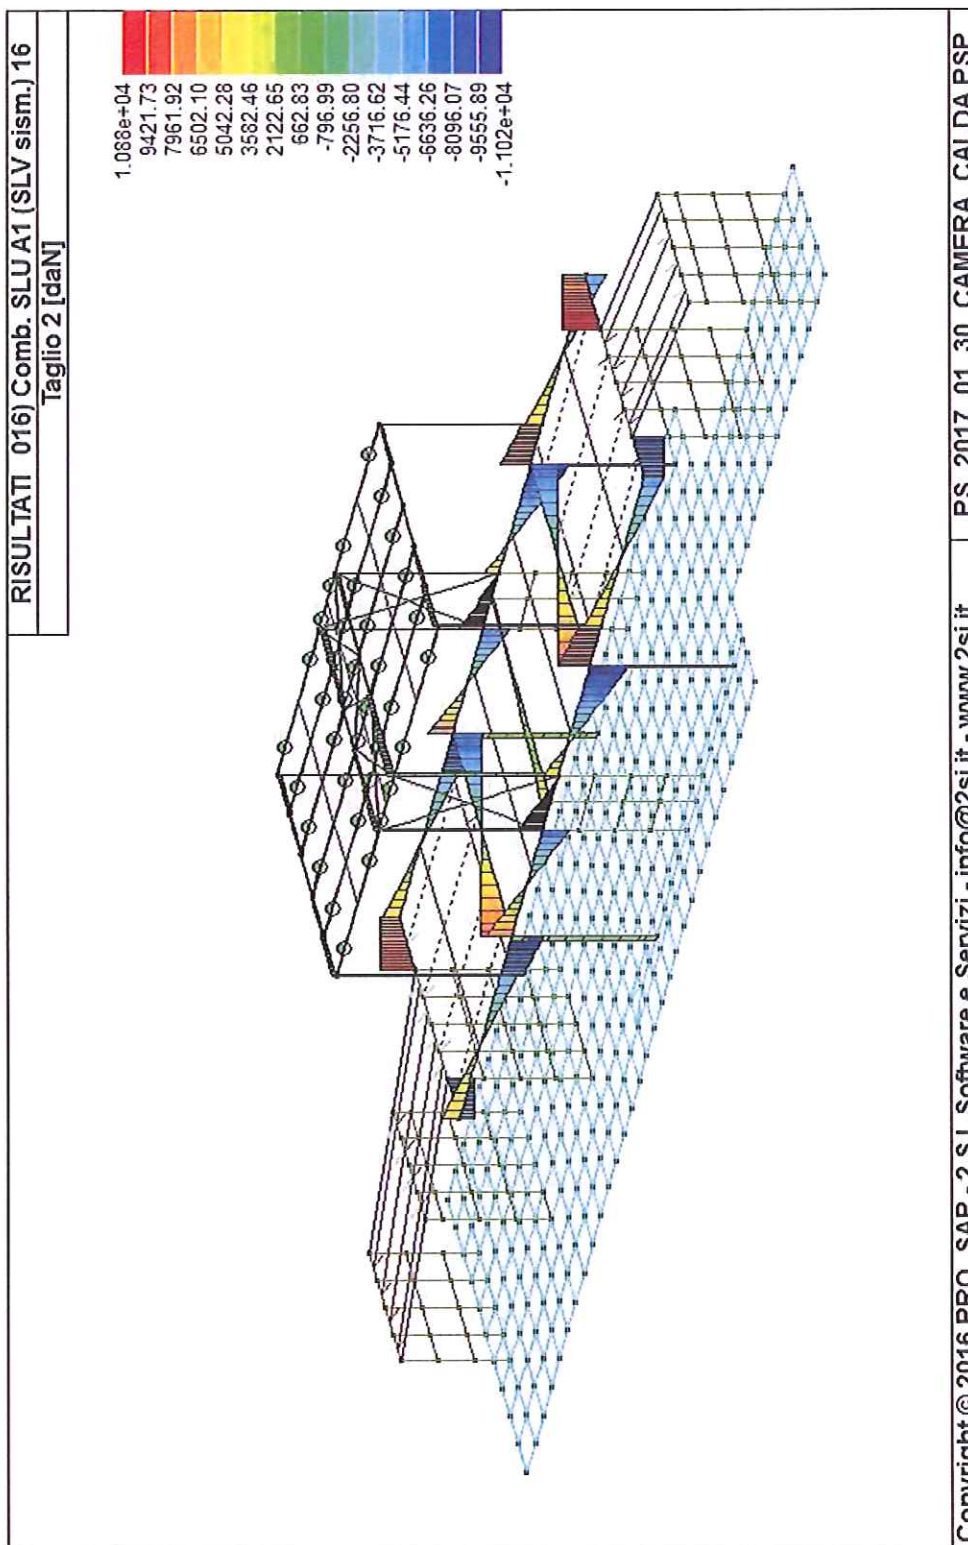 RISULTATI 016) Comb. SLU A1 (SLV sism.) 16
Taglio 2 [daN]
1.088e+04
9421.73
7961.92
6502.10
5042.28
3582.46
2122.65
662.83
-796.99
-2256.80
-3716.62
-5176.44
-6636.26
-8096.07
-9555.89
-1.102e+04
Copyright © 2016 PRO_SAP - 2 S.I. Software e Servizi - info@2si.it - www.2si.it
PS_2017_01_30_CAMERA_CALDA.PSP